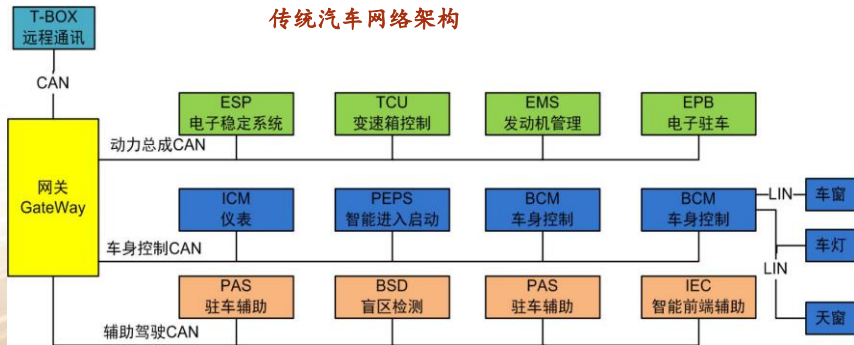 传统汽车网络架构
T-BOX
远程通讯
CAN
ESP
电子稳定系统
TCU
变速箱控制
EMS
发动机管理
EPB
电子驻车
动力总成CAN
网关
GateWay
ICM
仪表
PEPS
智能进入启动
BCM
车身控制
BCM
车身控制
LIN
车窗
车身控制CAN
车灯
LIN
PAS
驻车辅助
BSD
盲区检测
PAS
驻车辅助
IEC
智能前端辅助
天窗
辅助驾驶CAN